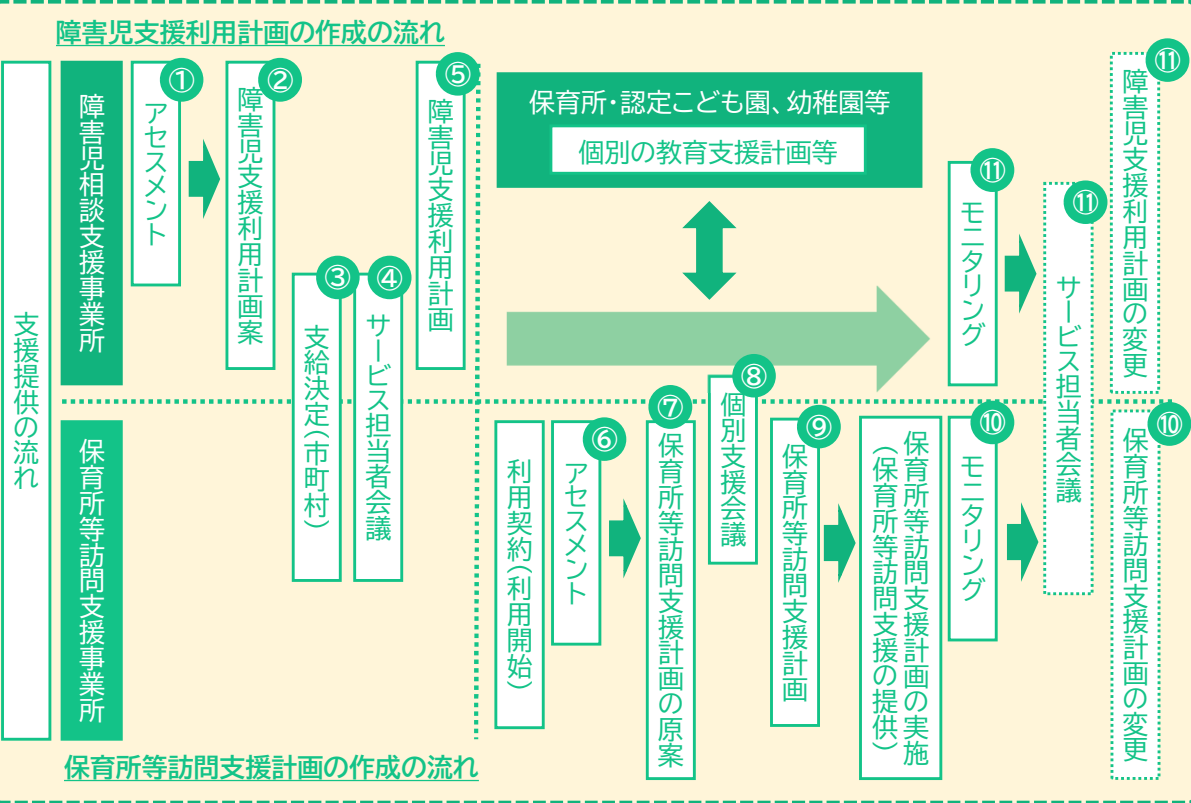 障害児支援利用計画の作成の流れ
支援提供の流れ
障害児相談支援事業所
①
アセスメント
②
障害児支援利用計画案
③
支給決定(市町村)
④
サービス担当者会議
⑤
障害児支援利用計画
保育所・認定こども園、幼稚園等
個別の教育支援計画等
⑪
モニタリング
⑪
サービス担当者会議
⑪
障害児支援利用計画の変更
保育所等訪問支援事業所
利用契約(利用開始)
⑥
アセスメント
⑦
保育所等訪問支援計画の原案
⑧
個別支援会議
⑨
保育所等訪問支援計画
保育所等訪問支援計画の実施
(保育所等訪問支援の提供)
⑩
モニタリング
⑩
保育所等訪問支援計画の変更
保育所等訪問支援計画の作成の流れ